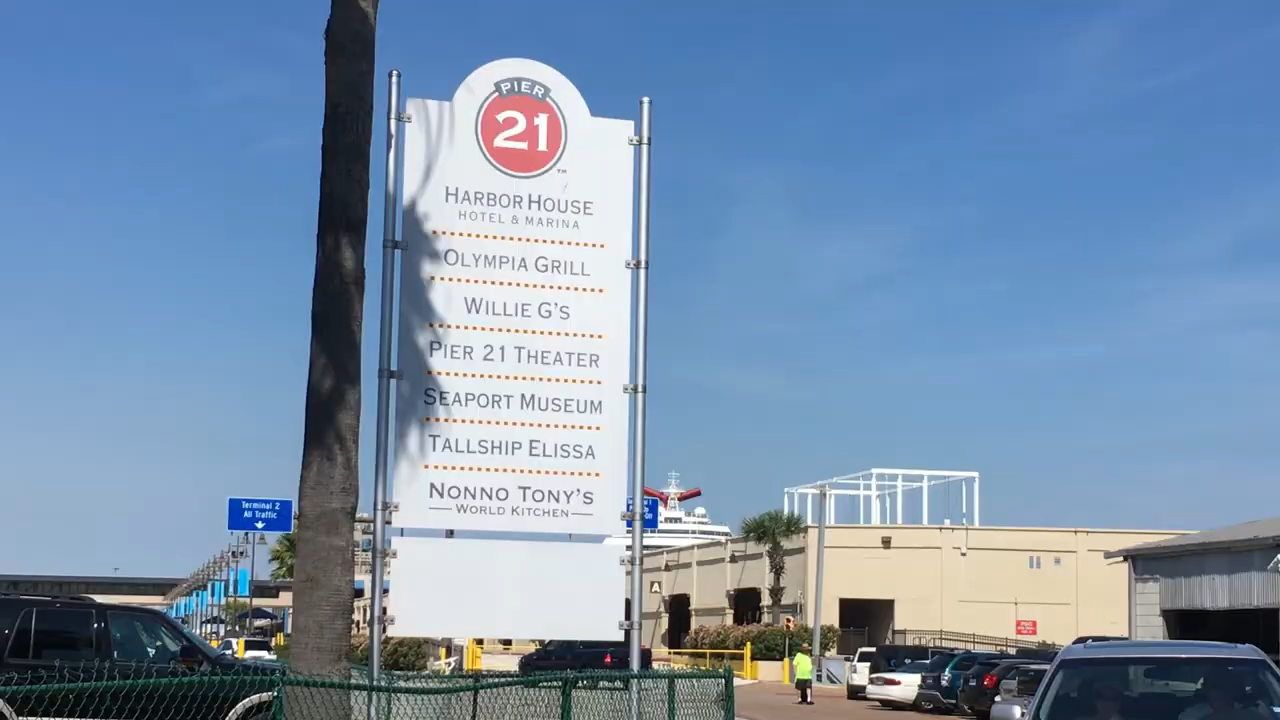 PIER
21
TM
HARBOR HOUSE
HOTEL & MARINA
OLYMPIA GRILL
WILLIE G'S
PIER 21 THEATER
SEAPORT MUSEUM
TALLSHIP ELISSA
NONNO TONY'S
WORLD KITCHEN
Terminal 2
All Traffic
A